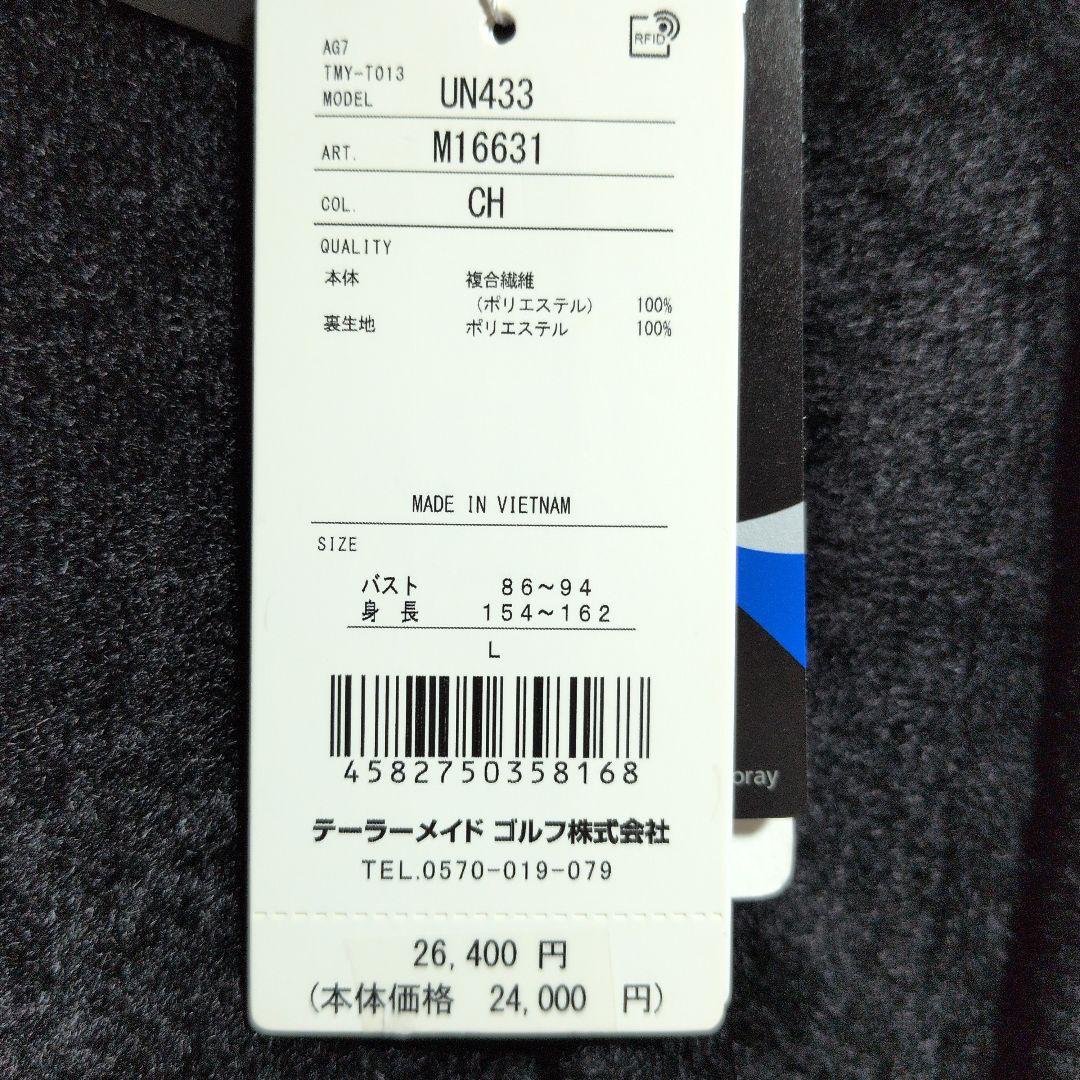 RFID
AG7
TMY-T013
MODEL UN433
ART. M16631
COL. CH
QUALITY
本体 複合繊維
（ポリエステル） 100%
裏生地 ポリエステル 100%
MADE IN VIETNAM
SIZE
バスト 86～94
身 長 154～162
L
4582750358168
oray
テーラーメイド ゴルフ株式会社
TEL.0570-019-079
26,400 円
(本体価格 24,000 円)